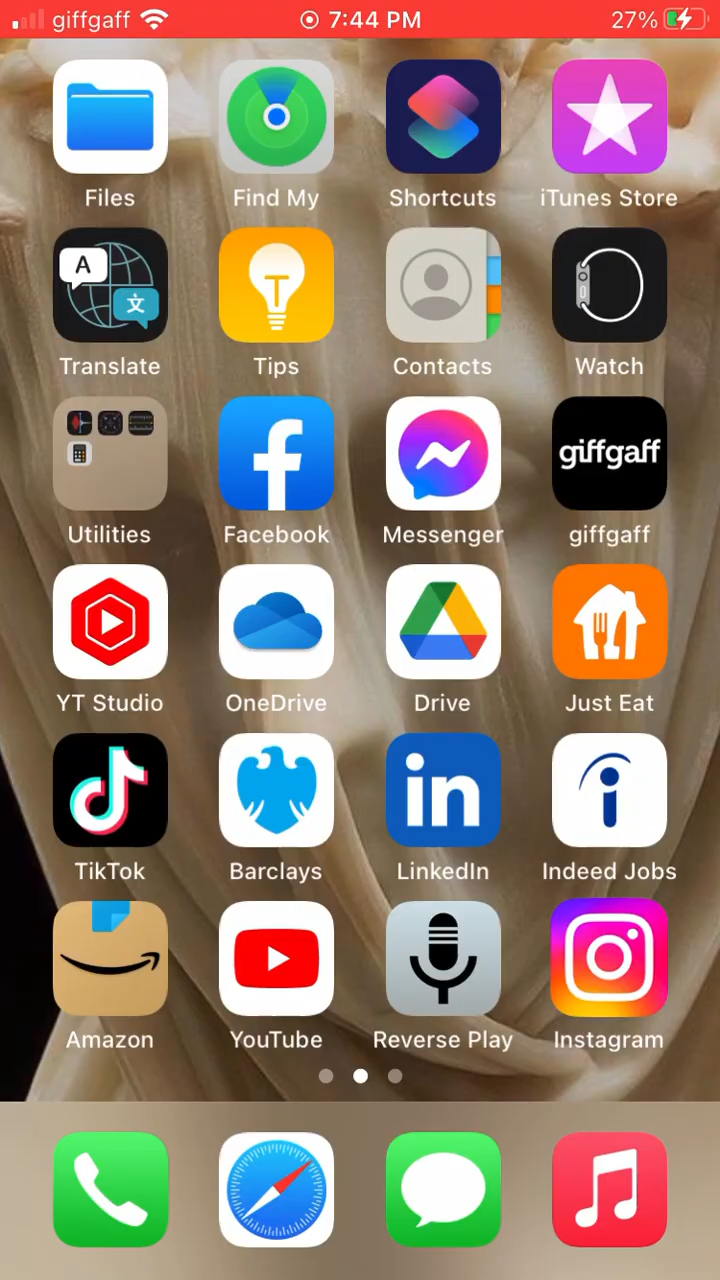 giffgaff 7:44 PM 27%
Files Find My Shortcuts iTunes Store
A 文
Translate Tips Contacts Watch
giffgaff
Utilities Facebook Messenger giffgaff
YT Studio OneDrive Drive Just Eat
in
TikTok Barclays LinkedIn Indeed Jobs
Amazon YouTube Reverse Play Instagram